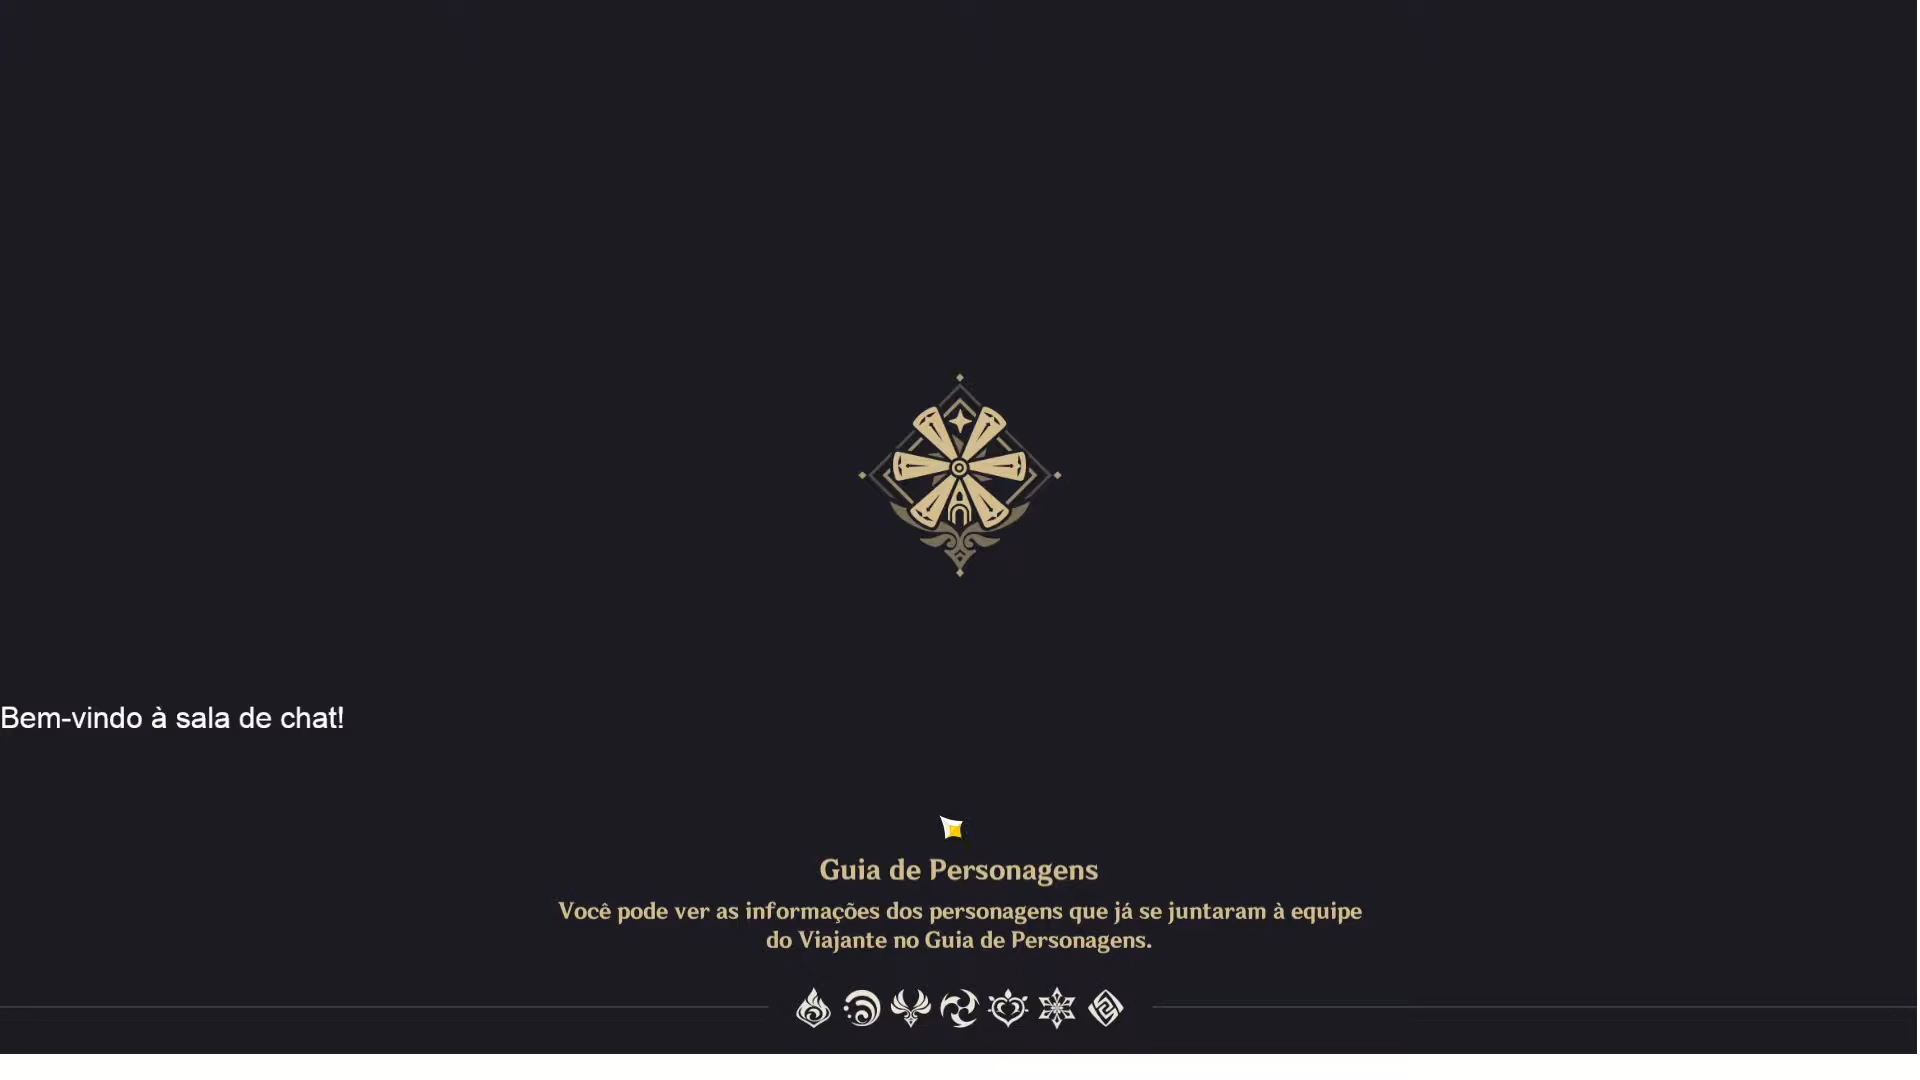 Bem-vindo à sala de chat!
Guia de Personagens
Você pode ver as informações dos personagens que já se juntaram à equipe
do Viajante no Guia de Personagens.